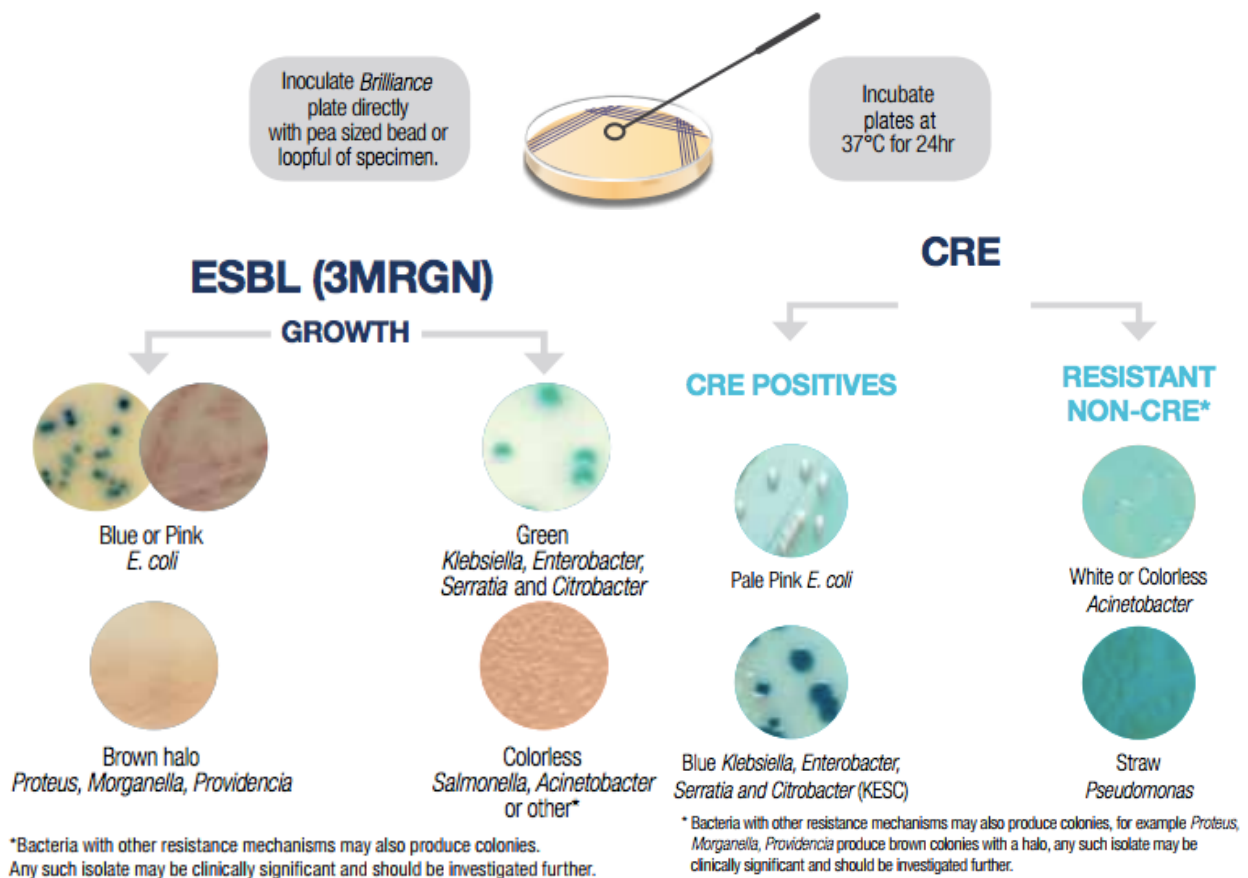 Inoculate Brilliance
plate directly
with pea sized bead or
loopful of specimen.
Incubate
plates at
37°C for 24hr
ESBL (3MRGN)
GROWTH
Blue or Pink
E. coli
Green
Klebsiella, Enterobacter,
Serratia and Citrobacter
Brown halo
Proteus, Morganella, Providencia
Colorless
Salmonella, Acinetobacter
or other*
*Bacteria with other resistance mechanisms may also produce colonies.
Any such isolate may be clinically significant and should be investigated further.
CRE
CRE POSITIVES
RESISTANT
NON-CRE*
Pale Pink E. coli
White or Colorless
Acinetobacter
Blue Klebsiella, Enterobacter,
Serratia and Citrobacter (KESC)
Straw
Pseudomonas
* Bacteria with other resistance mechanisms may also produce colonies, for example Proteus,
Morganella, Providencia produce brown colonies with a halo, any such isolate may be
clinically significant and should be investigated further.